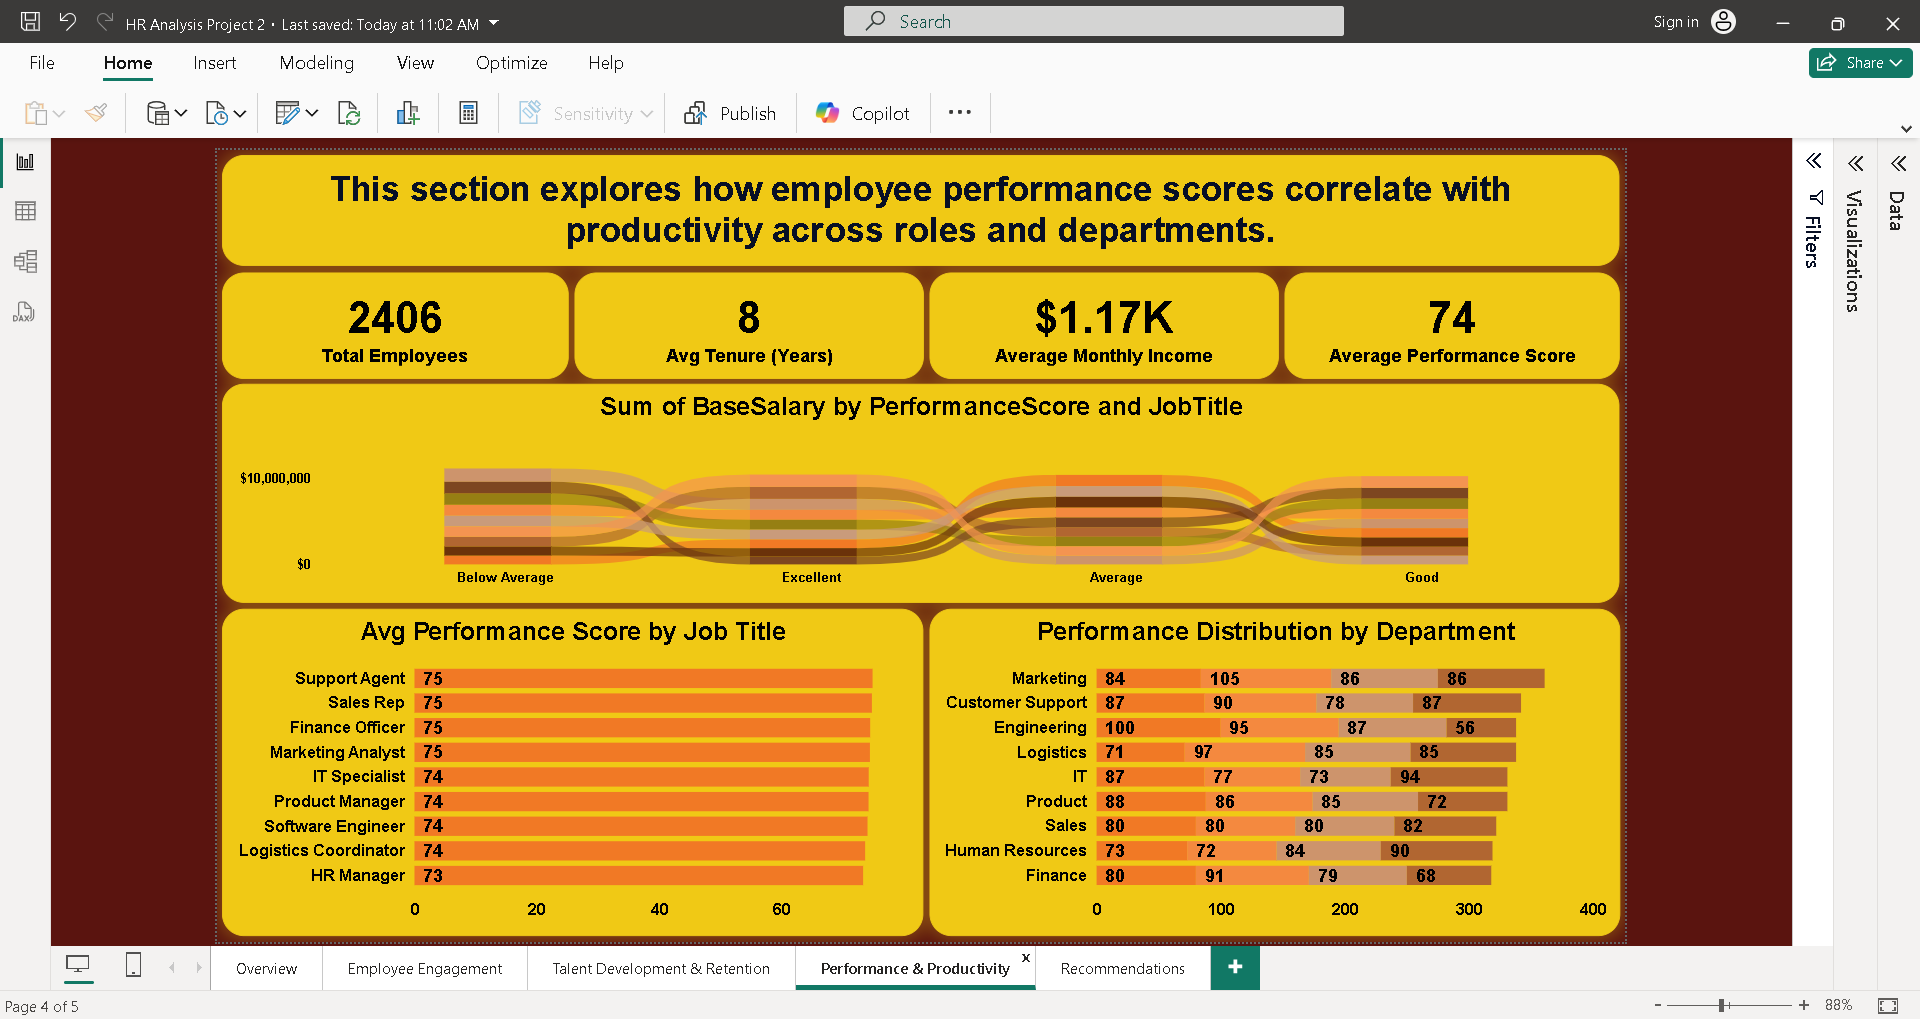 HR Analysis Project 2 • Last saved: Today at 11:02 AM
Search
Sign in
File Home Insert Modeling View Optimize Help
Share
Sensitivity
Publish
Copilot
DAX
This section explores how employee performance scores correlate with
productivity across roles and departments.
2406
Total Employees
8
Avg Tenure (Years)
$1.17K
Average Monthly Income
74
Average Performance Score
Sum of BaseSalary by PerformanceScore and JobTitle
$10,000,000
$0
Below Average Excellent Average Good
Avg Performance Score by Job Title
Support Agent 75
Sales Rep 75
Finance Officer 75
Marketing Analyst 75
IT Specialist 74
Product Manager 74
Software Engineer 74
Logistics Coordinator 74
HR Manager 73
0 20 40 60
Performance Distribution by Department
Marketing 84 105 86 86
Customer Support 87 90 78 87
Engineering 100 95 87 56
Logistics 71 97 85 85
IT 87 77 73 94
Product 88 86 85 72
Sales 80 80 80 82
Human Resources 73 72 84 90
Finance 80 91 79 68
0 100 200 300 400
Filters
Visualizations
Data
Overview Employee Engagement Talent Development & Retention Performance & Productivity x Recommendations
Page 4 of 5
- + 88%